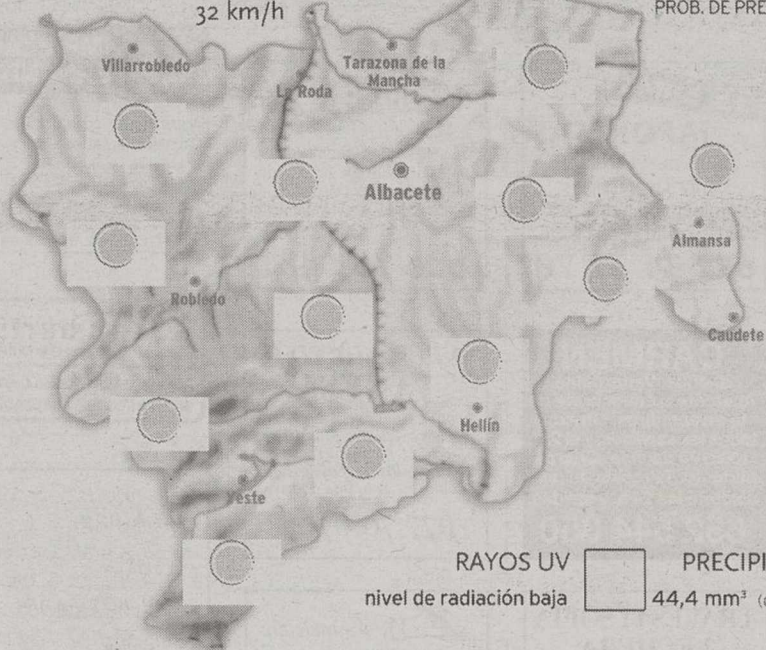 32 km/h
PROB. DE PRE
Villarrobledo
Tarazona de la
Mancha
La Roda
Albacete
Almansa
Robledo
Caudete
Hellín
Yeste
RAYOS UV
nivel de radiación baja
PRECIPI
44,4 mm³